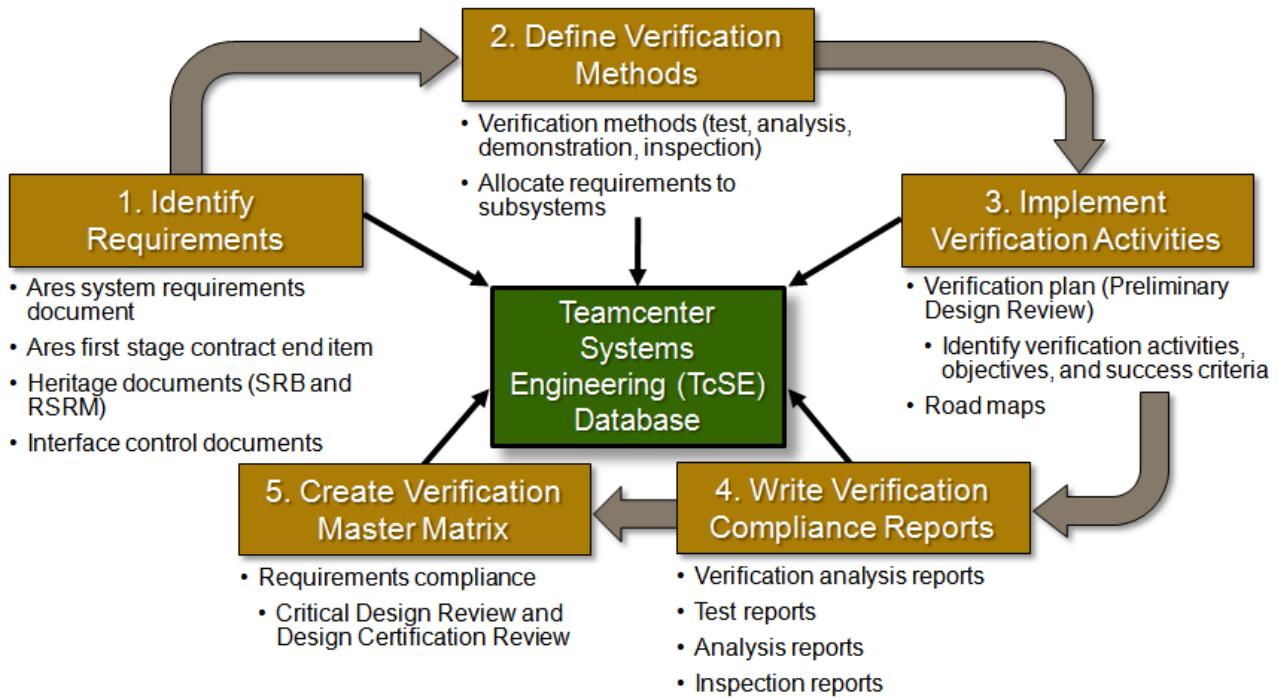 2. Define Verification
Methods
• Verification methods (test, analysis,
demonstration, inspection)
• Allocate requirements to
subsystems
1. Identify
Requirements
• Ares system requirements
document
• Ares first stage contract end item
• Heritage documents (SRB and
RSRM)
• Interface control documents
3. Implement
Verification Activities
• Verification plan (Preliminary
Design Review)
• Identify verification activities,
objectives, and success criteria
• Road maps
Teamcenter
Systems
Engineering (TcSE)
Database
5. Create Verification
Master Matrix
• Requirements compliance
• Critical Design Review and
Design Certification Review
4. Write Verification
Compliance Reports
• Verification analysis reports
• Test reports
• Analysis reports
• Inspection reports